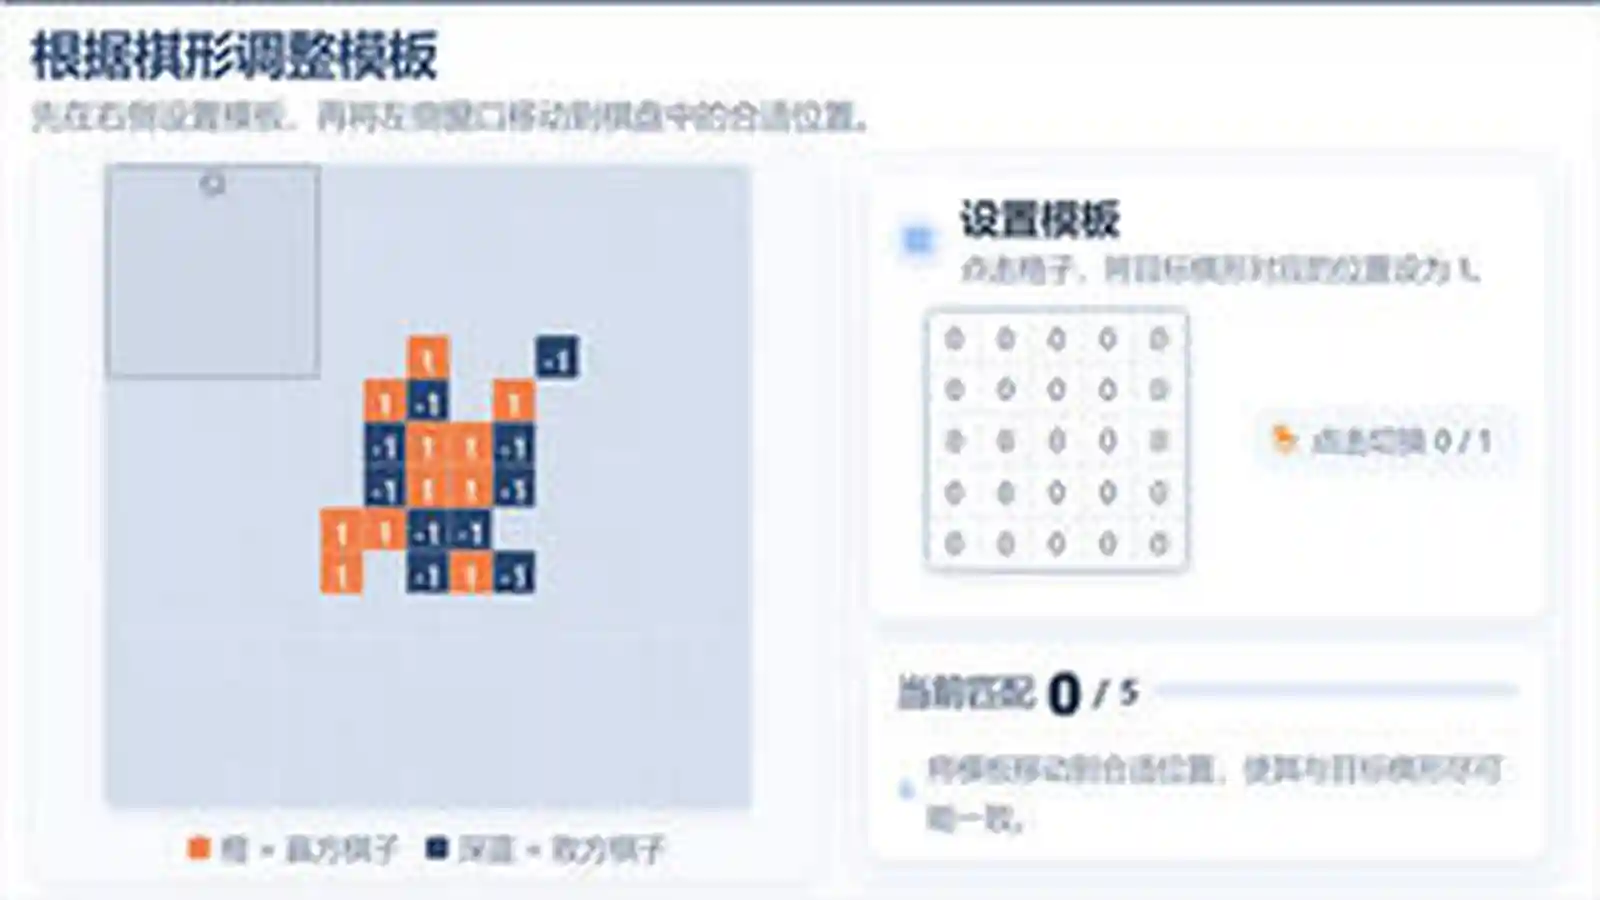 根据棋形调整模板
先在右侧设置模板，再将左侧窗口移动到棋盘中的合适位置。
1 -1
1 -1 1
-1 1 1 -1
-1 1 1 -1
1 1 -1 -1
1 -1 1 -1
橙 = 己方棋子 深蓝 = 敌方棋子
设置模板
点击格子，将目标棋形对应的位置设为 1。
0 0 0 0 0
0 0 0 0 0
0 0 0 0 0
0 0 0 0 0
0 0 0 0 0
点击切换 0 / 1
当前匹配 0 / 5
将模板移动到合适位置，使其与目标棋形尽可
能一致。